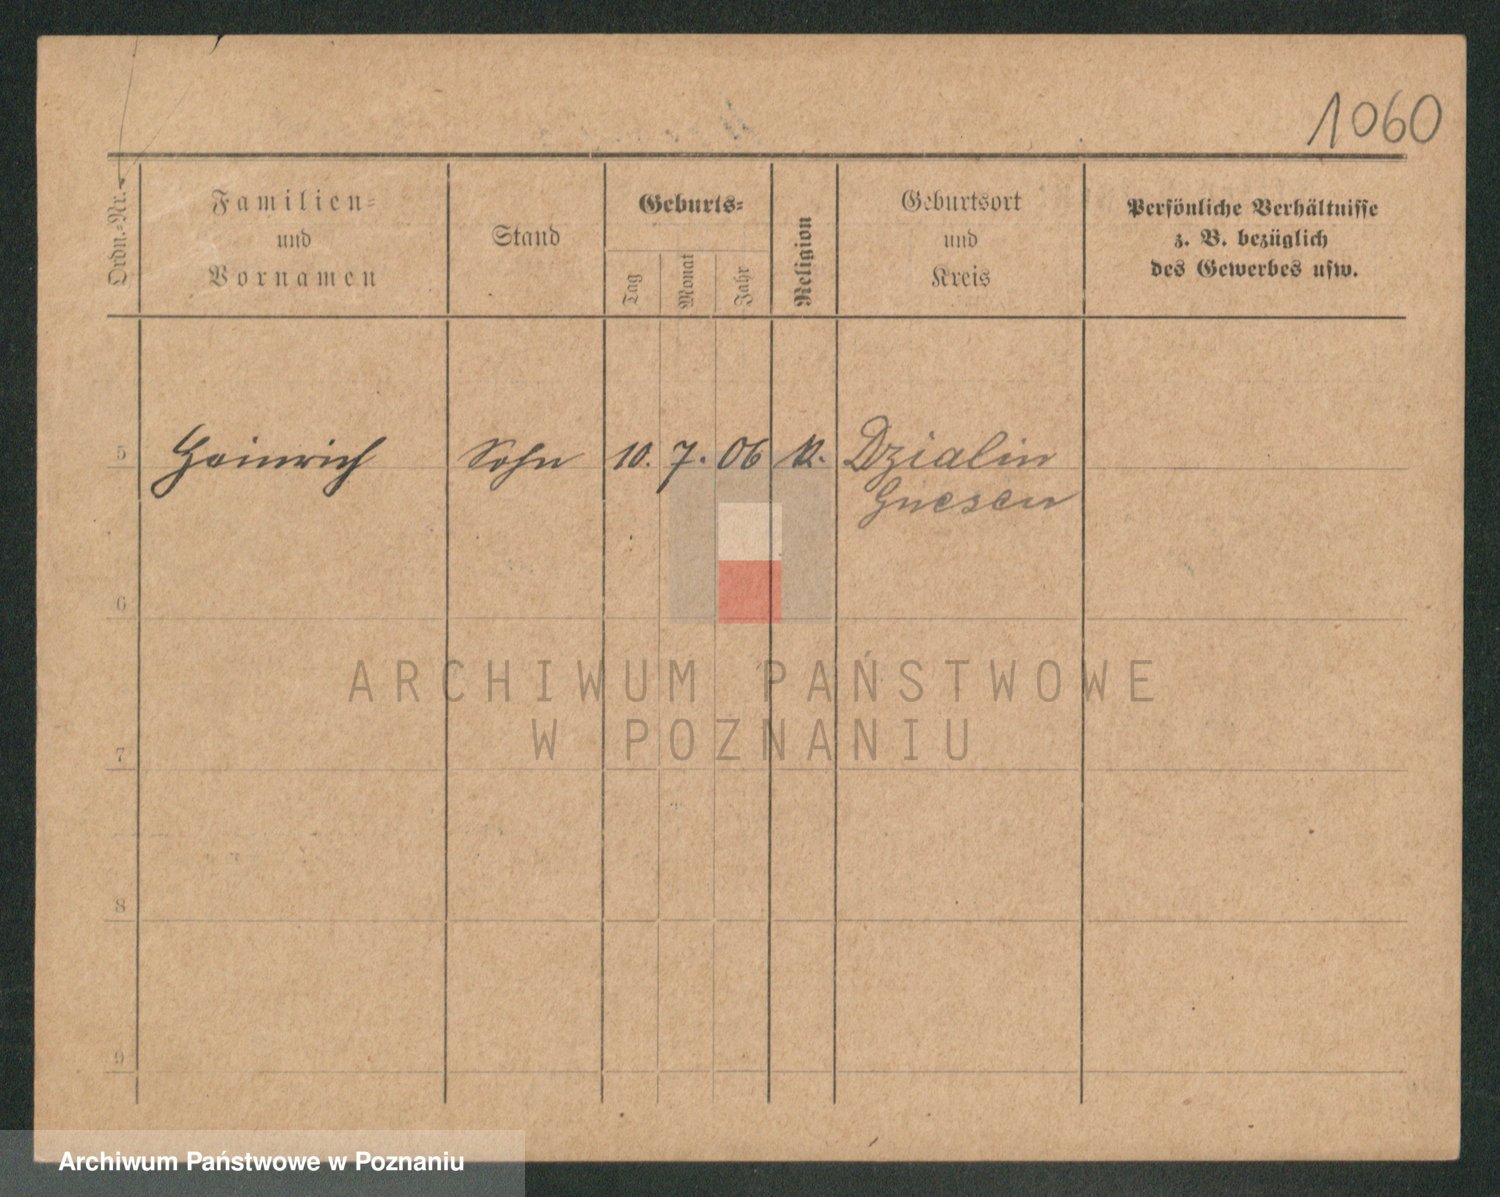 1060
Ordn.-Nr.
Familien-
und
Vornamen
Stand
Geburts-
Tag
Monat
Jahr
Religion
Geburtsort
und
Kreis
Persönliche Verhältnisse
z. B. bezüglich
des Gewerbes usw.
5 Heinrich Sohn 10. 7. 06 K. Dzialin
Gnesen
6
7
8
9
ARCHIWUM PAŃSTWOWE
W POZNANIU
Archiwum Państwowe w Poznaniu